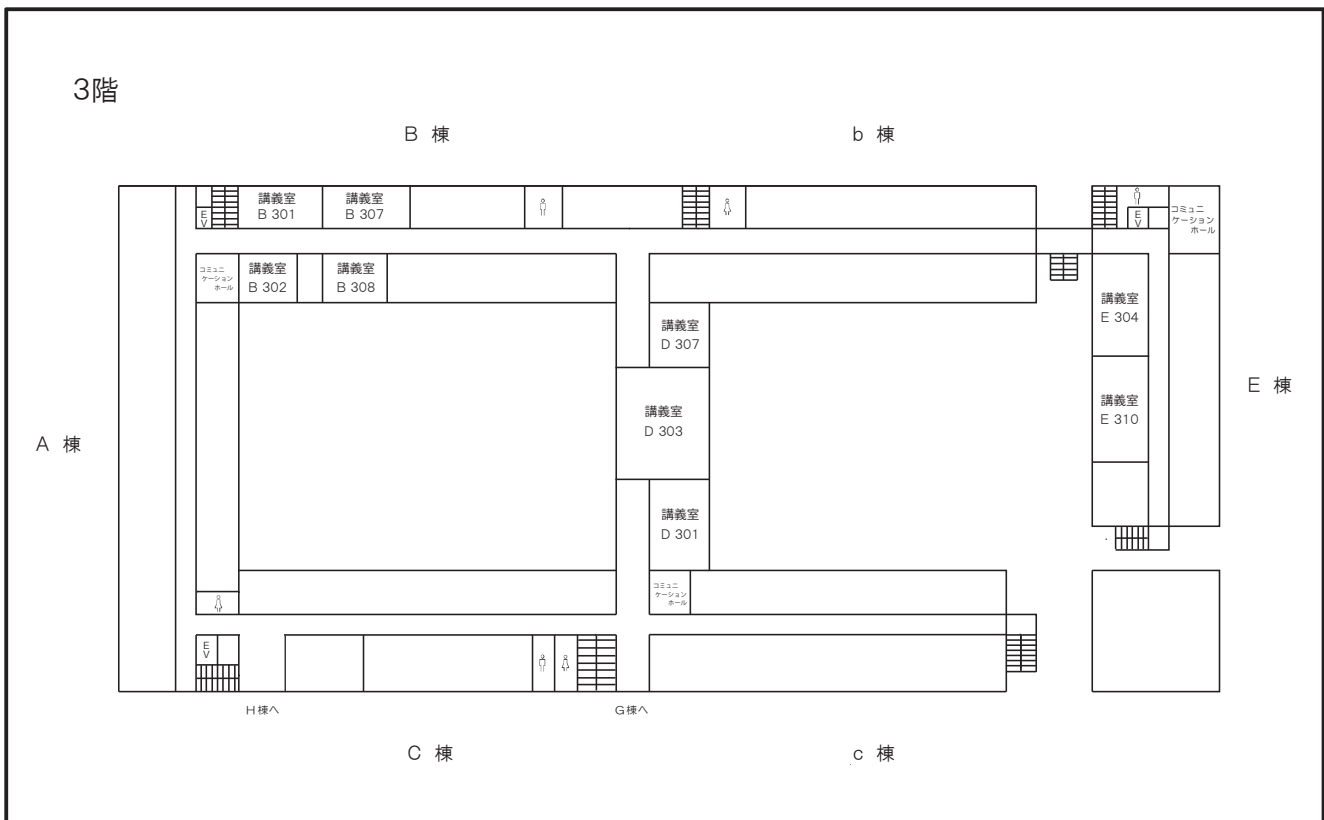 3階
B 棟
b 棟
EV
講義室
B 301
講義室
B 307
EV
コミュニ
ケーション
ホール
コミュニ
ケーション
ホール
講義室
B 302
講義室
B 308
講義室
E 304
講義室
D 307
E 棟
講義室
E 310
講義室
D 303
A 棟
講義室
D 301
コミュニ
ケーション
ホール
EV
H棟へ
G棟へ
C 棟
c 棟